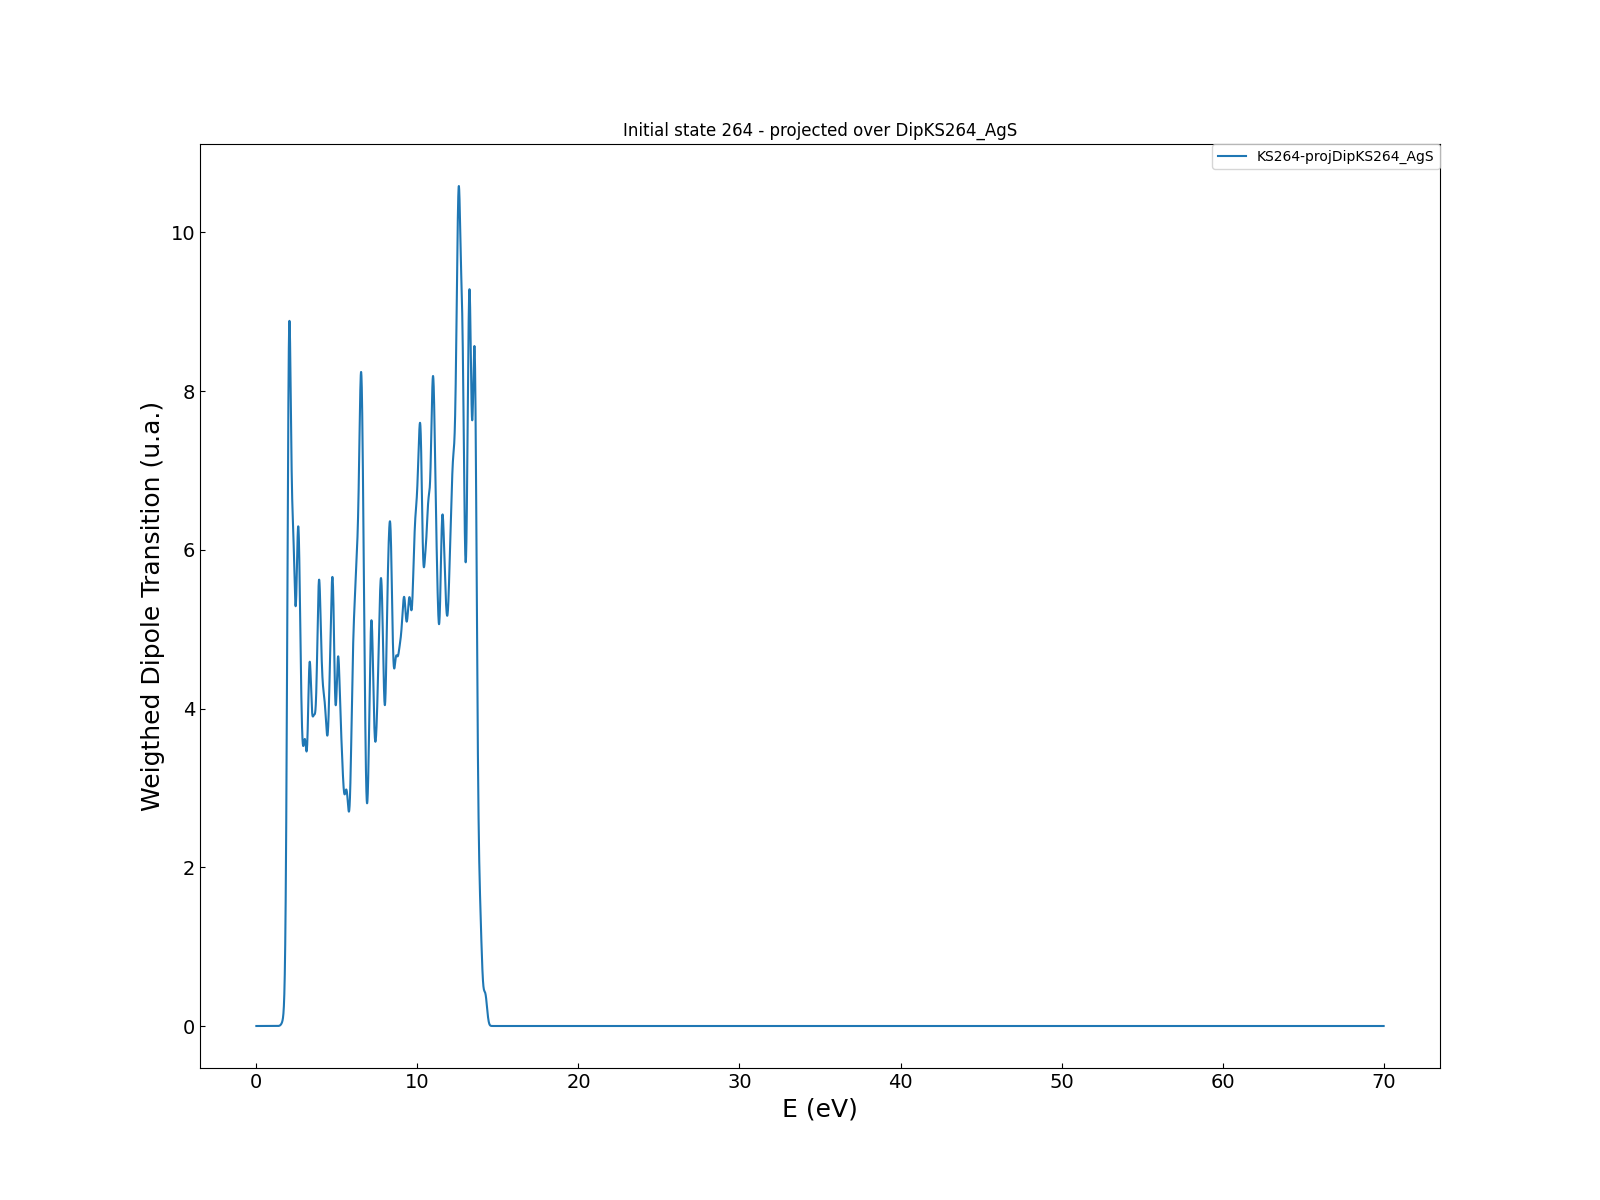 Initial state 264 - projected over DipKS264_AgS
KS264-projDipKS264_AgS
Weigthed Dipole Transition (u.a.)
10
8
6
4
2
0
0 10 20 30 40 50 60 70
E (eV)